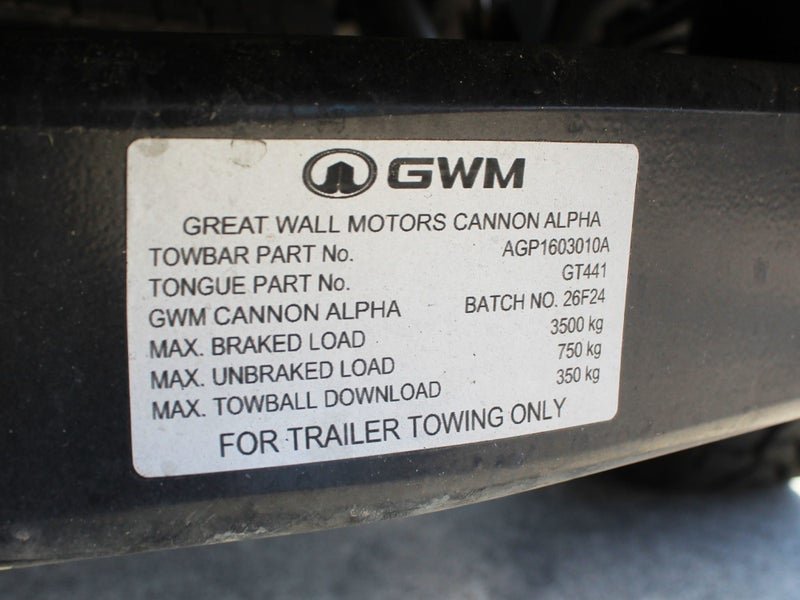 GWM
GREAT WALL MOTORS CANNON ALPHA
TOWBAR PART No. AGP1603010A
TONGUE PART No. GT441
GWM CANNON ALPHA BATCH NO. 26F24
MAX. BRAKED LOAD 3500 kg
MAX. UNBRAKED LOAD 750 kg
MAX. TOWBALL DOWNLOAD 350 kg
FOR TRAILER TOWING ONLY